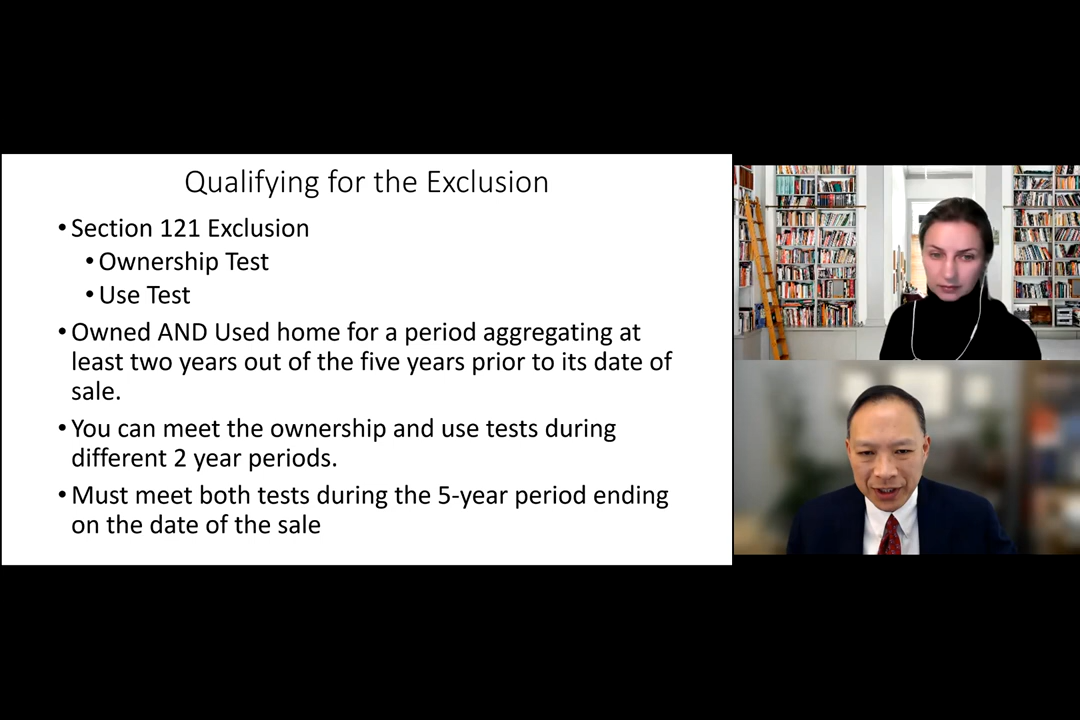 Qualifying for the Exclusion
•Section 121 Exclusion
•Ownership Test
•Use Test
•Owned AND Used home for a period aggregating at
least two years out of the five years prior to its date of
sale.
•You can meet the ownership and use tests during
different 2 year periods.
•Must meet both tests during the 5-year period ending
on the date of the sale